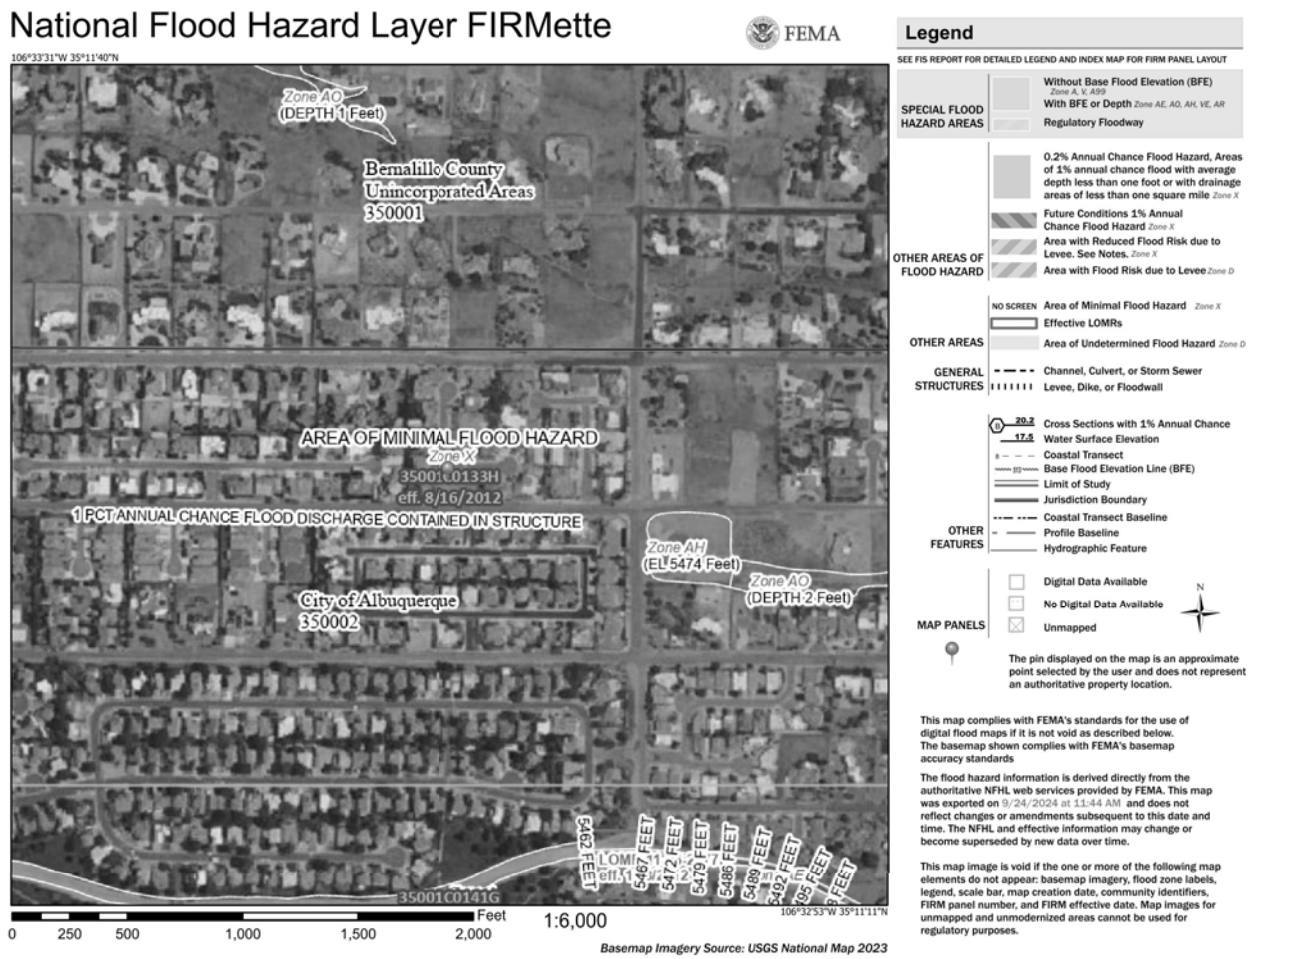 National Flood Hazard Layer FIRMette
FEMA
106°33'31"W 35°11'40"N
Zone AO
(DEPTH 1 Feet)
Bernalillo County
Unincorporated Areas
350001
AREA OF MINIMAL FLOOD HAZARD
Zone X
35001C0133H
eff. 8/16/2012
1 PCT ANNUAL CHANCE FLOOD DISCHARGE CONTAINED IN STRUCTURE
Zone AH
(EL 5474 Feet)
Zone AO
(DEPTH 2 Feet)
City of Albuquerque
350002
5462 FEET
5467 FEET
5472 FEET
5479 FEET
5486 FEET
5489 FEET
5492 FEET
FEET
FEET
35001C0141G
106°32'53"W 35°11'11"N
Feet
1:6,000
0 250 500 1,000 1,500 2,000
Basemap Imagery Source: USGS National Map 2023
Legend
SEE FIS REPORT FOR DETAILED LEGEND AND INDEX MAP FOR FIRM PANEL LAYOUT
SPECIAL FLOOD
HAZARD AREAS
Without Base Flood Elevation (BFE)
Zone A, V, A99
With BFE or Depth Zone AE, AO, AH, VE, AR
Regulatory Floodway
0.2% Annual Chance Flood Hazard, Areas
of 1% annual chance flood with average
depth less than one foot or with drainage
areas of less than one square mile Zone X
Future Conditions 1% Annual
Chance Flood Hazard Zone X
Area with Reduced Flood Risk due to
Levee. See Notes. Zone X
Area with Flood Risk due to Levee Zone D
OTHER AREAS OF
FLOOD HAZARD
NO SCREEN Area of Minimal Flood Hazard Zone X
Effective LOMRs
OTHER AREAS
Area of Undetermined Flood Hazard Zone D
GENERAL
STRUCTURES
Channel, Culvert, or Storm Sewer
Levee, Dike, or Floodwall
B 20.2 Cross Sections with 1% Annual Chance
17.5 Water Surface Elevation
8 Coastal Transect
513 Base Flood Elevation Line (BFE)
Limit of Study
Jurisdiction Boundary
Coastal Transect Baseline
OTHER
FEATURES
Profile Baseline
Hydrographic Feature
Digital Data Available
No Digital Data Available
Unmapped
MAP PANELS
N
The pin displayed on the map is an approximate
point selected by the user and does not represent
an authoritative property location.
This map complies with FEMA's standards for the use of
digital flood maps if it is not void as described below.
The basemap shown complies with FEMA's basemap
accuracy standards
The flood hazard information is derived directly from the
authoritative NFHL web services provided by FEMA. This map
was exported on 9/24/2024 at 11:44 AM and does not
reflect changes or amendments subsequent to this date and
time. The NFHL and effective information may change or
become superseded by new data over time.
This map image is void if the one or more of the following map
elements do not appear: basemap imagery, flood zone labels,
legend, scale bar, map creation date, community identifiers,
FIRM panel number, and FIRM effective date. Map images for
unmapped and unmodernized areas cannot be used for
regulatory purposes.